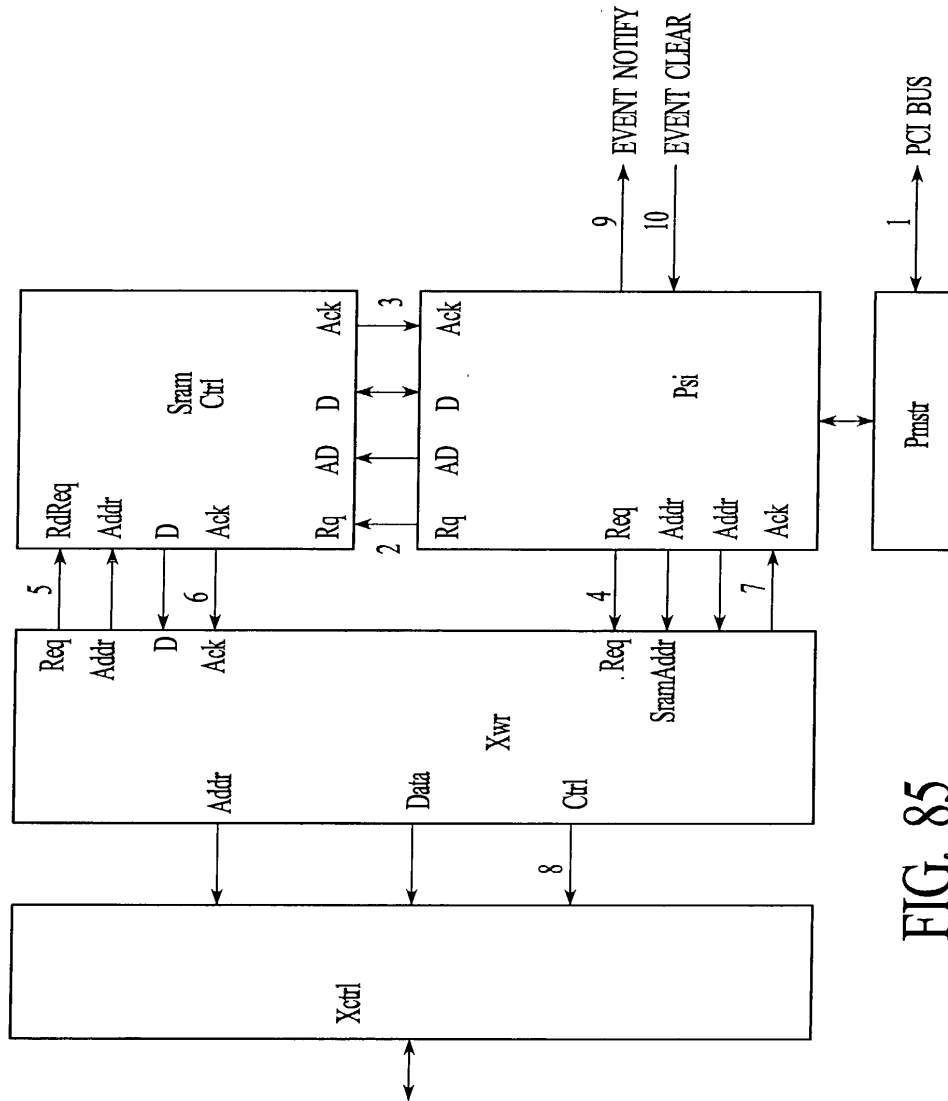 Xctrl
Addr
Data
Ctrl
8
Xwr
Req
Addr
D
Ack
. Req
SramAddr
5
6
4
7
RdReq
Addr
D
Ack
Sram
Ctrl
Rq
AD
D
Ack
2
3
Rq
AD
D
Ack
Req
Addr
Addr
Ack
Psi
9
EVENT NOTIFY
10
EVENT CLEAR
Pmstr
1
PCI BUS
FIG. 85